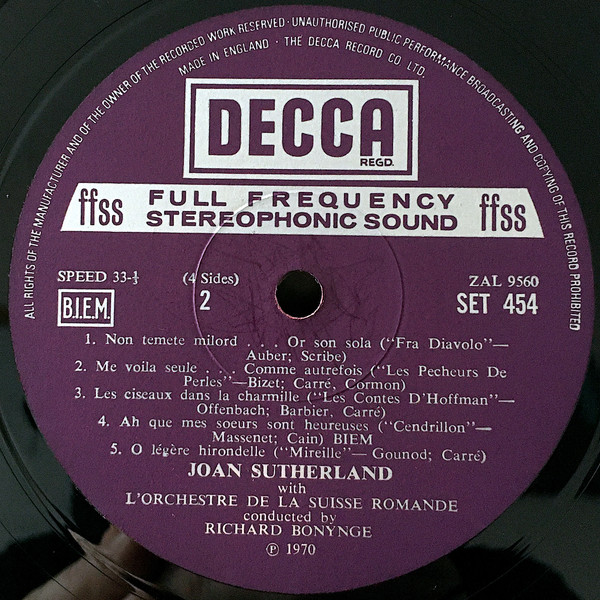 ALL RIGHTS OF THE MANUFACTURER AND OF THE OWNER OF THE RECORDED WORK RESERVED · UNAUTHORISED PUBLIC PERFORMANCE BROADCASTING AND COPYING OF THIS RECORD PROHIBITED
MADE IN ENGLAND · THE DECCA RECORD CO LTD.
DECCA
REGD.
ffss FULL FREQUENCY STEREOPHONIC SOUND ffss
SPEED 33-⅓ (4 Sides) ZAL 9560
B.I.E.M. 2 SET 454
1. Non temete milord . . . Or son sola ("Fra Diavolo"—
Auber; Scribe)
2. Me voila seule . . . Comme autrefois ("Les Pecheurs De
Perles"—Bizet; Carré, Cormon)
3. Les ciseaux dans la charmille ("Les Contes D'Hoffman"—
Offenbach; Barbier, Carré)
4. Ah que mes soeurs sont heureuses ("Cendrillon"—
Massenet; Cain) BIEM
5. O légère hirondelle ("Mireille"—Gounod; Carré)
JOAN SUTHERLAND
with
L'ORCHESTRE DE LA SUISSE ROMANDE
conducted by
RICHARD BONYNGE
℗ 1970